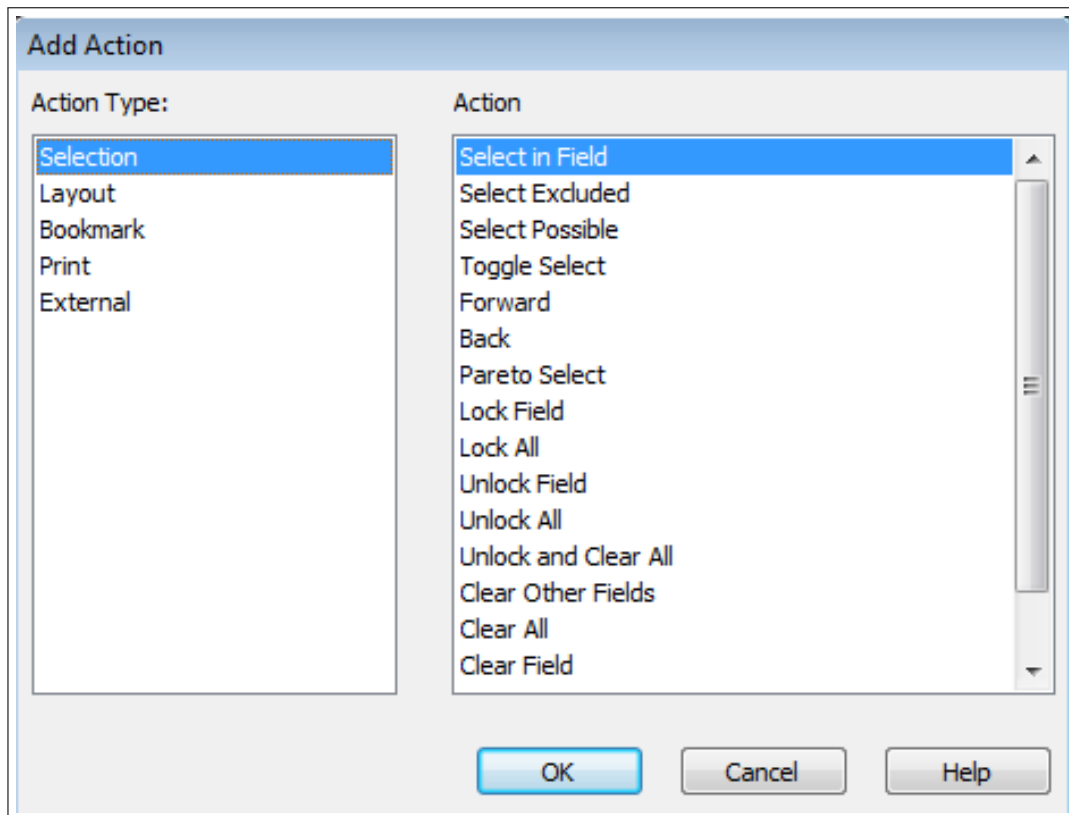 Add Action
Action Type:
Action
Selection
Layout
Bookmark
Print
External
Select in Field
Select Excluded
Select Possible
Toggle Select
Forward
Back
Pareto Select
Lock Field
Lock All
Unlock Field
Unlock All
Unlock and Clear All
Clear Other Fields
Clear All
Clear Field
OK
Cancel
Help